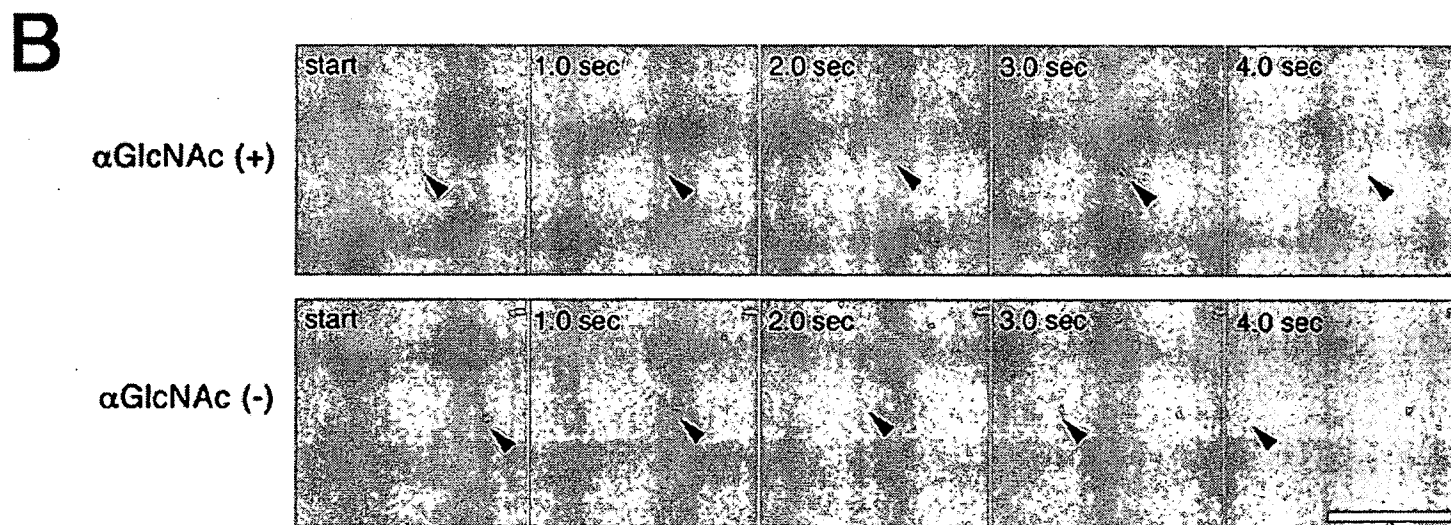 B
start 1.0 sec 2.0 sec 3.0 sec 4.0 sec
αGlcNAc (+)
start 1.0 sec 2.0 sec 3.0 sec 4.0 sec
αGlcNAc (-)